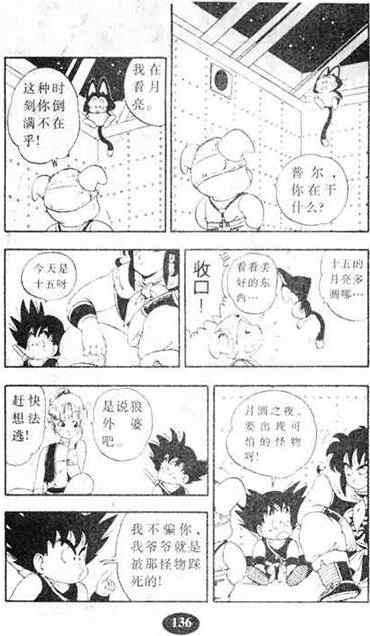 普尔，
你在干
什么?
我在
看月
亮。
这种时
刻你倒
满不在
乎!
十五的
月亮多
圆哪…
看看美
好的东
西…
收口!
今天是
十五呀
月圆之夜，
要出现可
怕的怪物
呀!
是说狼
外婆
吧。
赶快
想法
逃!
我不骗你，
我爷爷就是
被那怪物踩
死的!
136